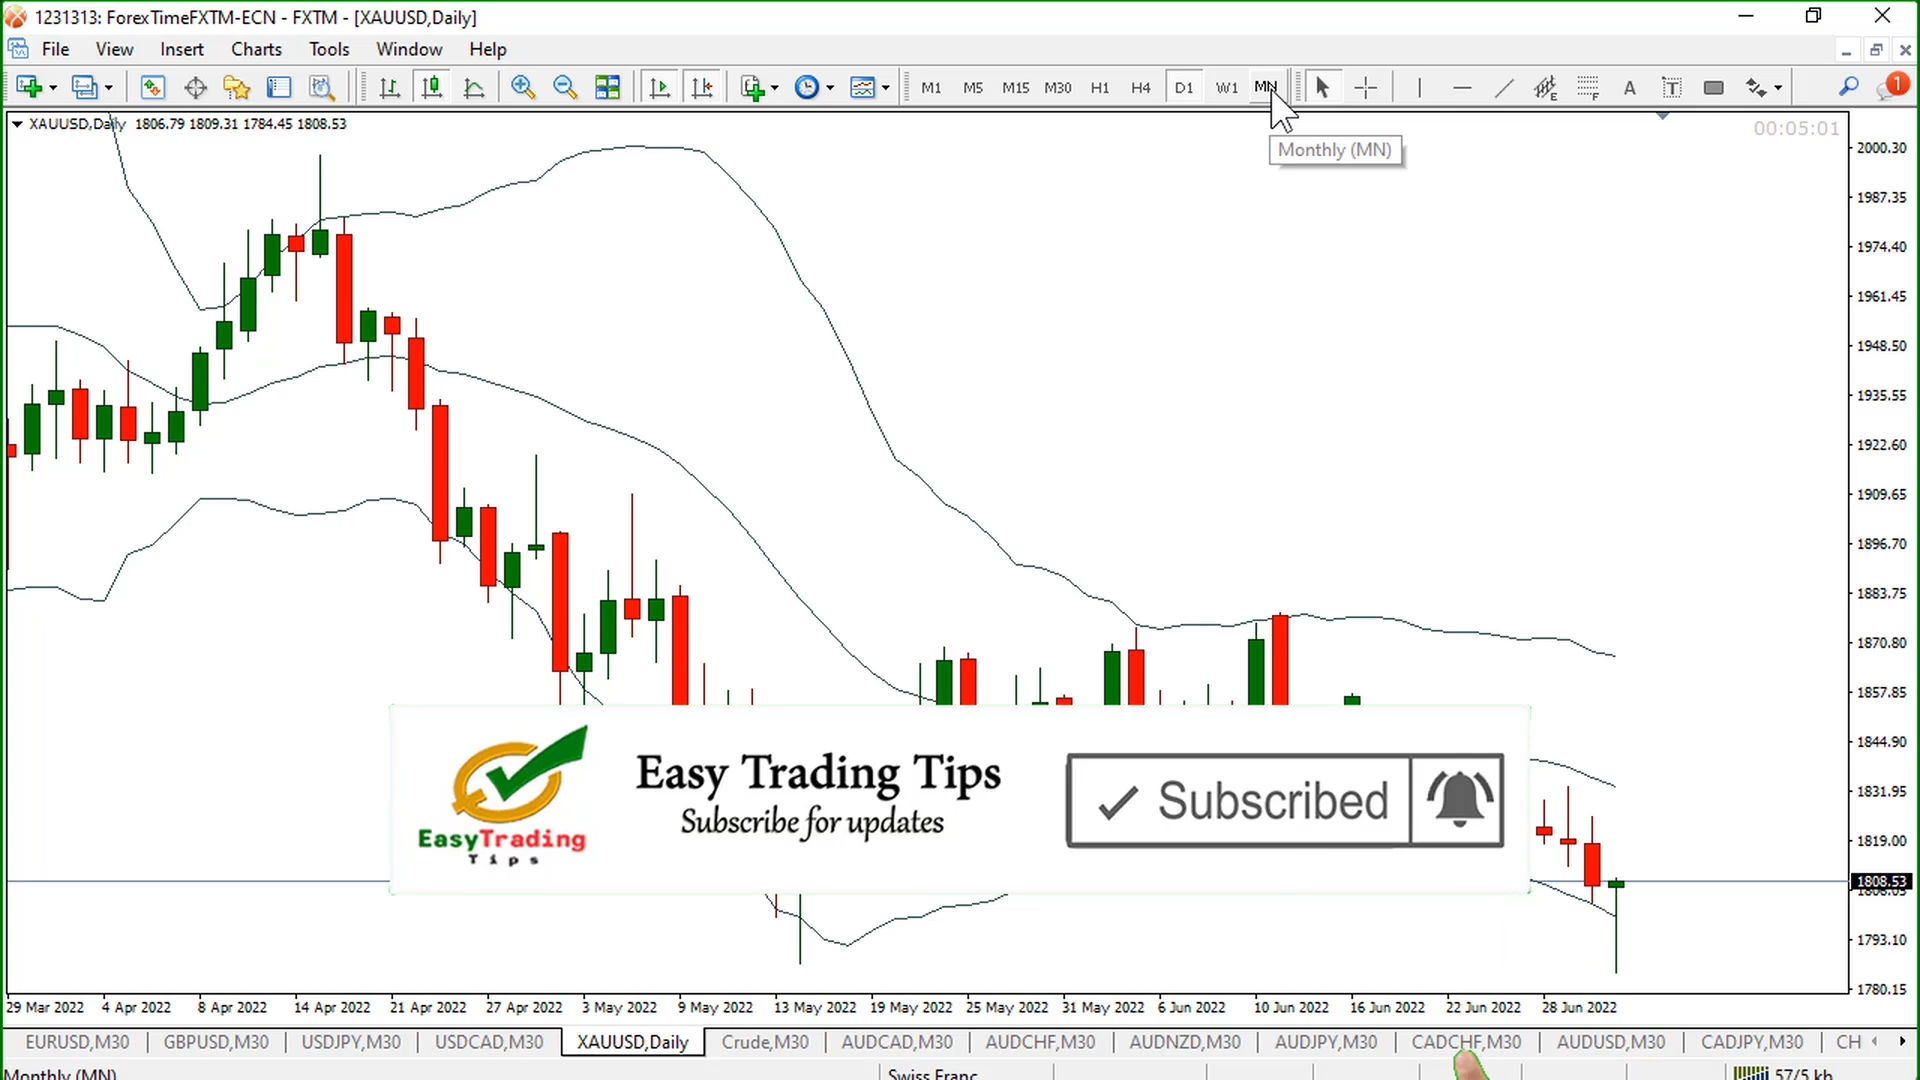 1231313: ForexTimeFXTM-ECN - FXTM - [XAUUSD,Daily]
File View Insert Charts Tools Window Help
M1 M5 M15 M30 H1 H4 D1 W1 MN
A T
1
XAUUSD,Daily 1806.79 1809.31 1784.45 1808.53
00:05:01
Monthly (MN)
2000.30
1987.35
1974.40
1961.45
1948.50
1935.55
1922.60
1909.65
1896.70
1883.75
1870.80
1857.85
1844.90
1831.95
1819.00
1808.53
1793.10
1780.15
Easy Trading Tips
Subscribe for updates
EasyTrading
Tips
Subscribed
29 Mar 2022 4 Apr 2022 8 Apr 2022 14 Apr 2022 21 Apr 2022 27 Apr 2022 3 May 2022 9 May 2022 13 May 2022 19 May 2022 25 May 2022 31 May 2022 6 Jun 2022 10 Jun 2022 16 Jun 2022 22 Jun 2022 28 Jun 2022
EURUSD,M30 GBPUSD,M30 USDJPY,M30 USDCAD,M30 XAUUSD,Daily Crude,M30 AUDCAD,M30 AUDCHF,M30 AUDNZD,M30 AUDJPY,M30 CADCHF,M30 AUDUSD,M30 CADJPY,M30 CH
Monthly (MN) Swiss Franc 57/5 kb